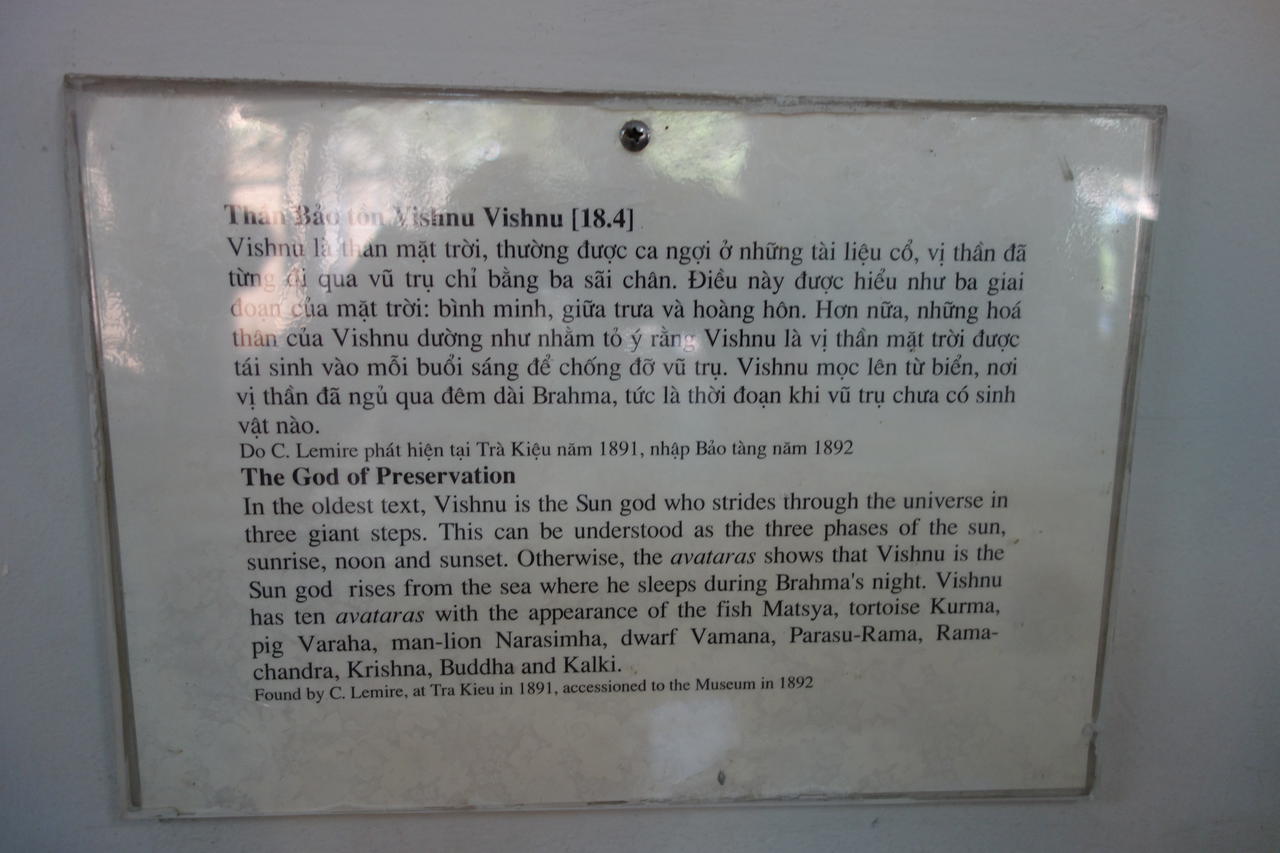 Thần Bảo tồn Vishnu Vishnu [18.4]
Vishnu là thần mặt trời, thường được ca ngợi ở những tài liệu cổ, vị thần đã
từng đi qua vũ trụ chỉ bằng ba sãi chân. Điều này được hiểu như ba giai
đoạn của mặt trời: bình minh, giữa trưa và hoàng hôn. Hơn nữa, những hoá
thân của Vishnu dường như nhằm tỏ ý rằng Vishnu là vị thần mặt trời được
tái sinh vào mỗi buổi sáng để chống đỡ vũ trụ. Vishnu mọc lên từ biển, nơi
vị thần đã ngủ qua đêm dài Brahma, tức là thời đoạn khi vũ trụ chưa có sinh
vật nào.
Do C. Lemire phát hiện tại Trà Kiệu năm 1891, nhập Bảo tàng năm 1892
The God of Preservation
In the oldest text, Vishnu is the Sun god who strides through the universe in
three giant steps. This can be understood as the three phases of the sun,
sunrise, noon and sunset. Otherwise, the avataras shows that Vishnu is the
Sun god rises from the sea where he sleeps during Brahma's night. Vishnu
has ten avataras with the appearance of the fish Matsya, tortoise Kurma,
pig Varaha, man-lion Narasimha, dwarf Vamana, Parasu-Rama, Rama-
chandra, Krishna, Buddha and Kalki.
Found by C. Lemire, at Tra Kieu in 1891, accessioned to the Museum in 1892